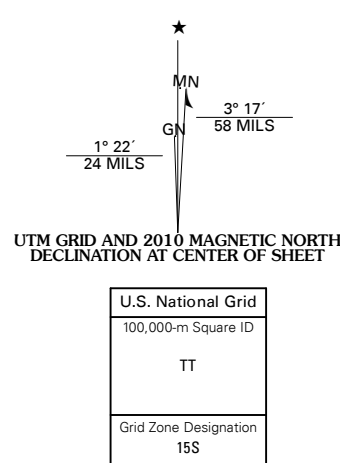 ★
MN
3° 17´
58 MILS
GN
1° 22´
24 MILS
UTM GRID AND 2010 MAGNETIC NORTH
DECLINATION AT CENTER OF SHEET
U.S. National Grid
100,000-m Square ID
TT
Grid Zone Designation
15S